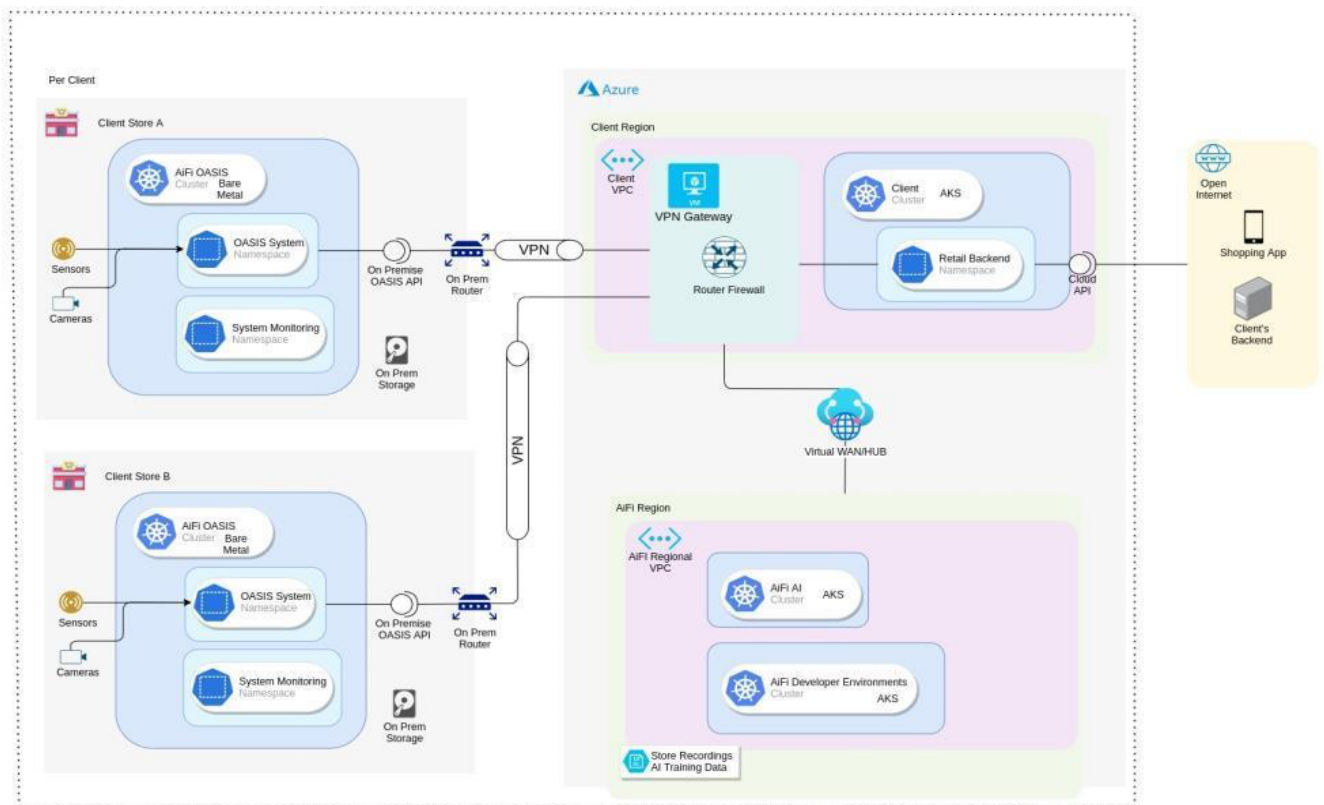 Per Client
Azure
Client Store A
Client Region
AiFi OASIS
Cluster Bare
Metal
Client
VPC
VM
VPN Gateway
Client
Cluster AKS
Open
Internet
OASIS System
Namespace
Sensors
On Premise
OASIS API
On Prem
Router
VPN
Router Firewall
Retail Backend
Namespace
Cloud
API
Shopping App
Cameras
System Monitoring
Namespace
On Prem
Storage
Client's
Backend
VPN
Virtual WAN/HUB
Client Store B
AiFi Region
AiFi OASIS
Cluster Bare
Metal
AiFI Regional
VPC
AiFi AI
Cluster AKS
OASIS System
Namespace
Sensors
On Premise
OASIS API
On Prem
Router
Cameras
System Monitoring
Namespace
AiFi Developer Environments
Cluster
AKS
On Prem
Storage
Store Recordings
AI Training Data